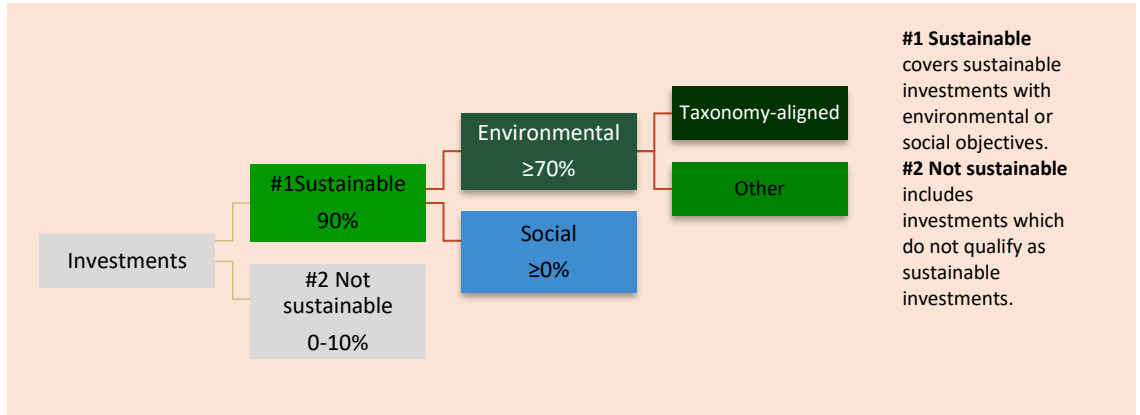 Investments
#1Sustainable
90%
#2 Not
sustainable
0-10%
Environmental
≥70%
Social
≥0%
Taxonomy-aligned
Other
#1 Sustainable
covers sustainable
investments with
environmental or
social objectives.
#2 Not sustainable
includes
investments which
do not qualify as
sustainable
investments.